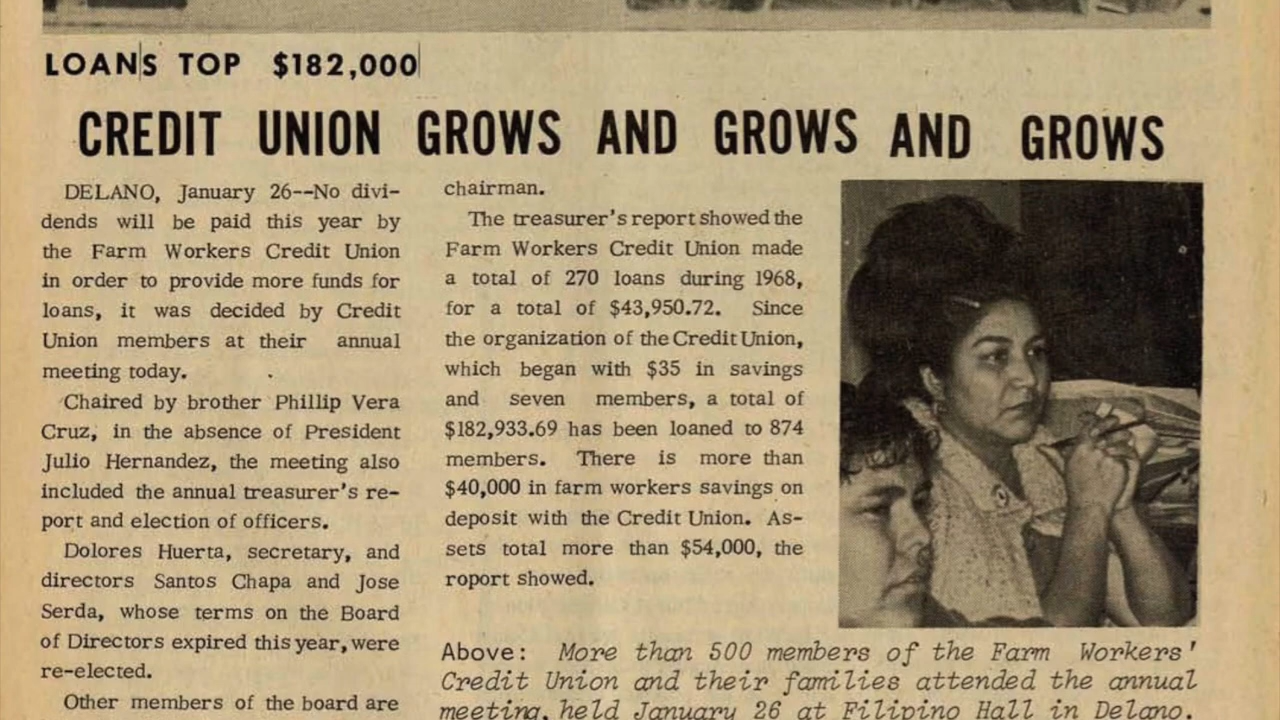 LOANS TOP $182,000
CREDIT UNION GROWS AND GROWS AND GROWS
DELANO, January 26--No divi-
dends will be paid this year by
the Farm Workers Credit Union
in order to provide more funds for
loans, it was decided by Credit
Union members at their annual
meeting today.
Chaired by brother Phillip Vera
Cruz, in the absence of President
Julio Hernandez, the meeting also
included the annual treasurer's re-
port and election of officers.
Dolores Huerta, secretary, and
directors Santos Chapa and Jose
Serda, whose terms on the Board
of Directors expired this year, were
re-elected.
Other members of the board are
chairman.
The treasurer's report showed the
Farm Workers Credit Union made
a total of 270 loans during 1968,
for a total of $43,950.72. Since
the organization of the Credit Union,
which began with $35 in savings
and seven members, a total of
$182,933.69 has been loaned to 874
members. There is more than
$40,000 in farm workers savings on
deposit with the Credit Union. As-
sets total more than $54,000, the
roport showed.
Above: More than 500 members of the Farm Workers'
Credit Union and their families attended the annual
meeting, held January 26 at Filipino Hall in Delano.